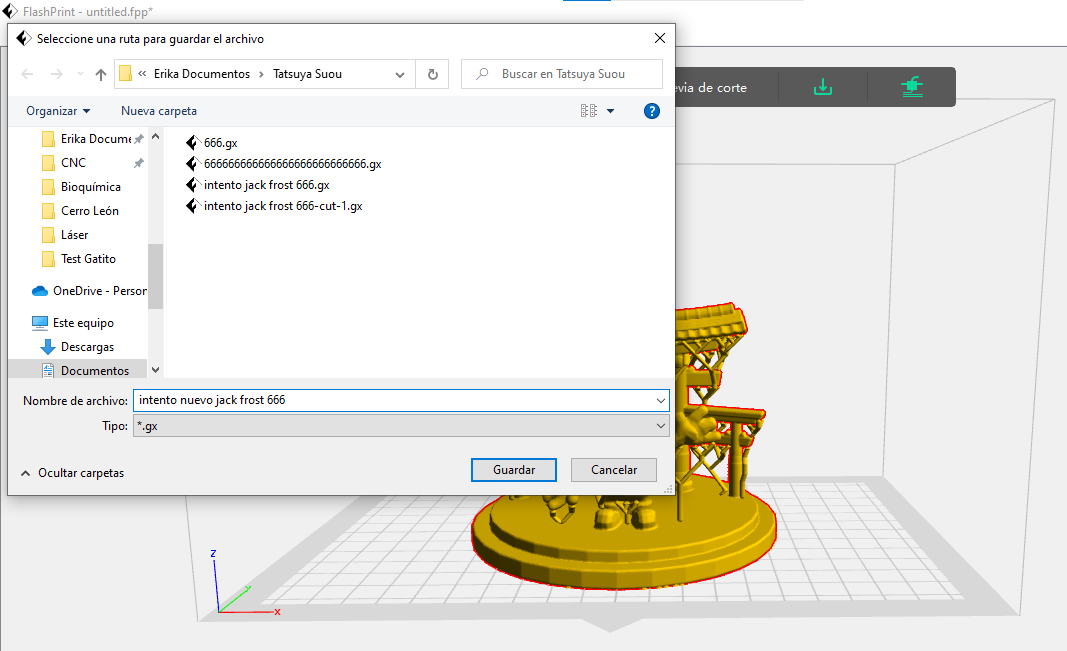 FlashPrint - untitled.fpp*
Seleccione una ruta para guardar el archivo
« Erika Documentos › Tatsuya Suou
Buscar en Tatsuya Suou
evia de corte
Organizar
Nueva carpeta
?
Erika Docume
CNC
Bioquímica
Cerro León
Láser
Test Gatito
OneDrive - Person
Este equipo
Descargas
Documentos
666.gx
intento jack frost 666.gx
intento jack frost 666-cut-1.gx
Nombre de archivo: intento nuevo jack frost 666
Tipo: *.gx
Ocultar carpetas
Guardar
Cancelar
Z
Y
X